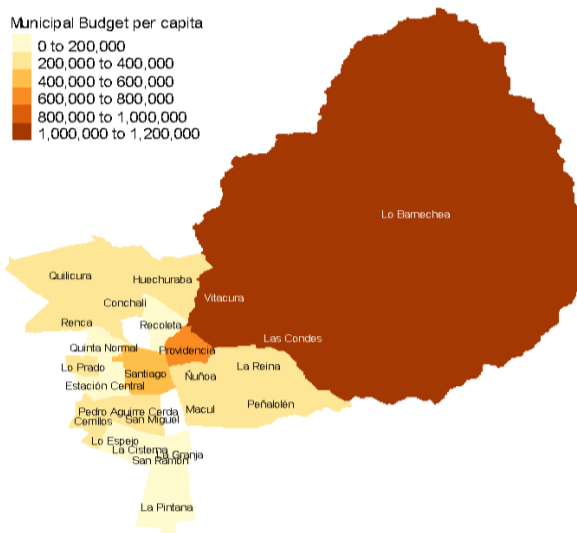 Municipal Budget per capita
0 to 200,000
200,000 to 400,000
400,000 to 600,000
600,000 to 800,000
800,000 to 1,000,000
1,000,000 to 1,200,000
Lo Barnechea
Quilicura
Huechuraba
Vitacura
Conchali
Renca
Recoleta
Las Condes
Quinta Normal
Providencia
Lo Prado
Santiago
Ñuñoa
La Reina
Estación Central
Peñalolén
Pedro Aguirre Cerda
Macul
Cerrillos
San Miguel
Lo Espejo
La Cisterna
La Granja
San Ramón
La Pintana